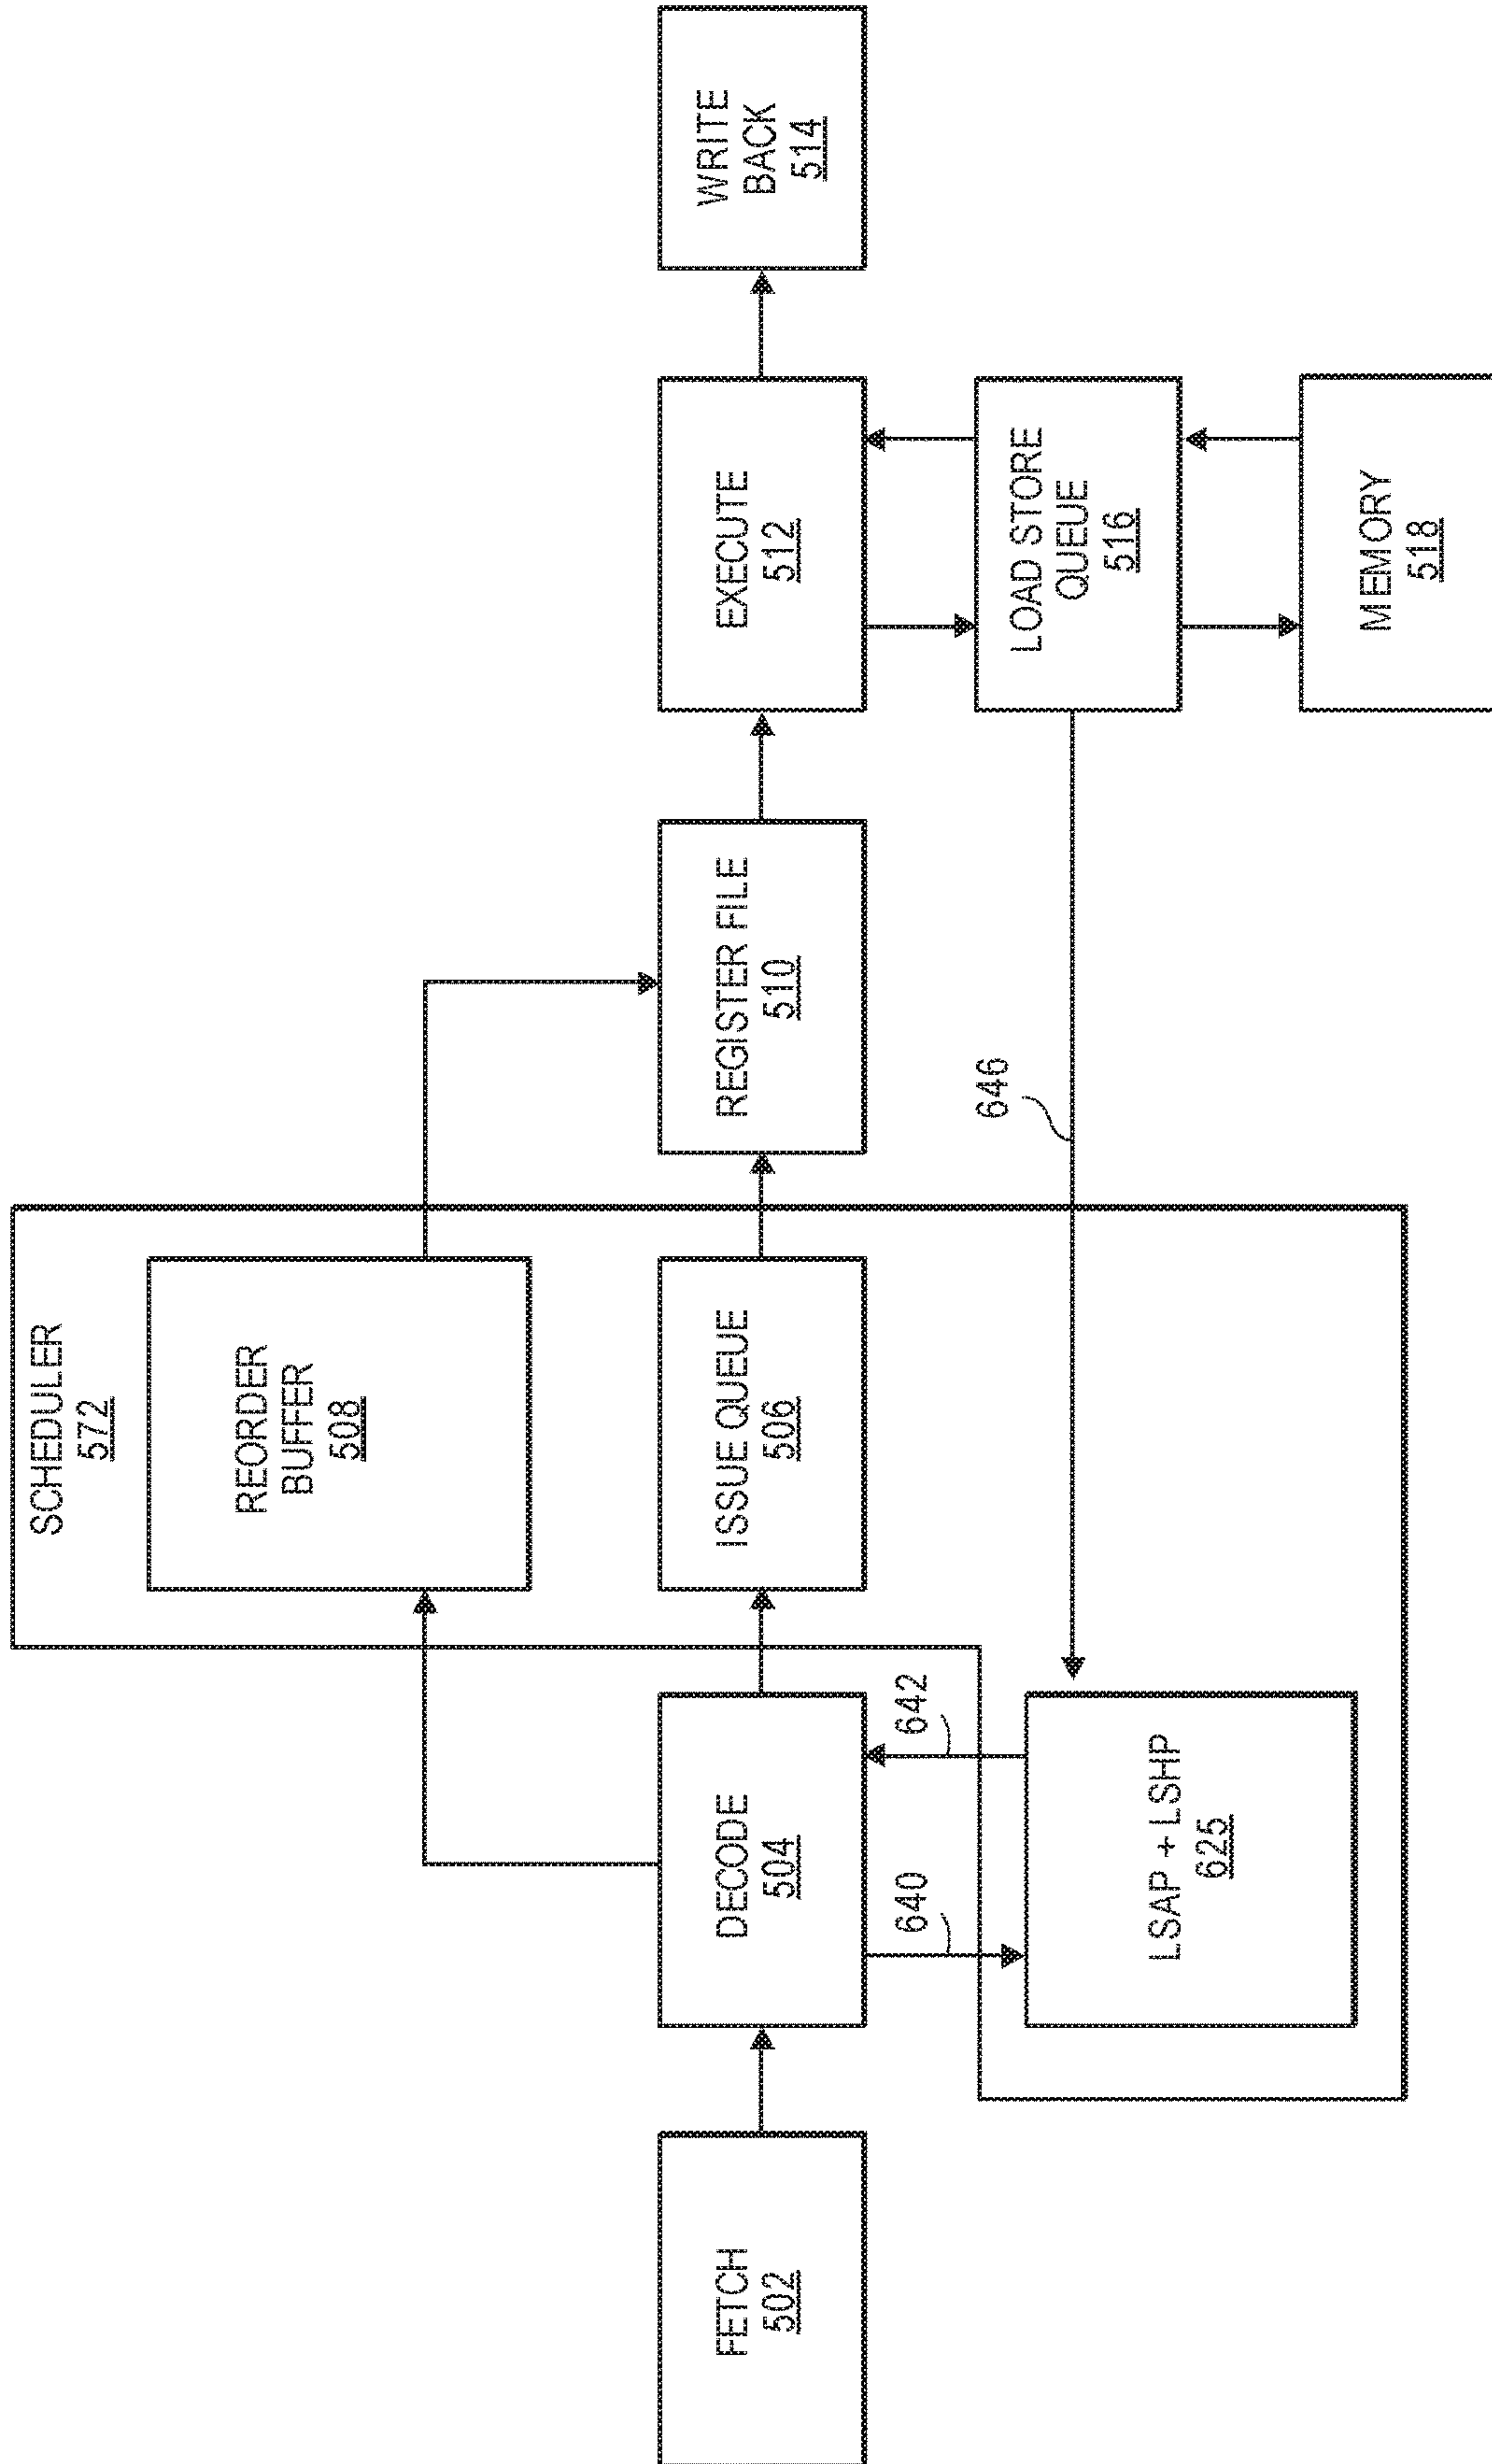 SCHEDULER
572
REORDER
BUFFER
508
FETCH
502
DECODE
504
ISSUE QUEUE
506
REGISTER FILE
510
EXECUTE
512
WRITE
BACK
514
640
642
646
LSAP + LSHP
625
LOAD STORE
QUEUE
516
MEMORY
518